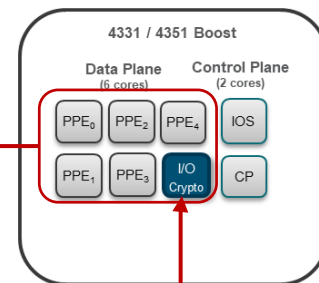 4331 / 4351 Boost
Data Plane
(6 cores)
Control Plane
(2 cores)
PPE₀ PPE₂ PPE₄ IOS
PPE₁ PPE₃ I/O
Crypto
CP